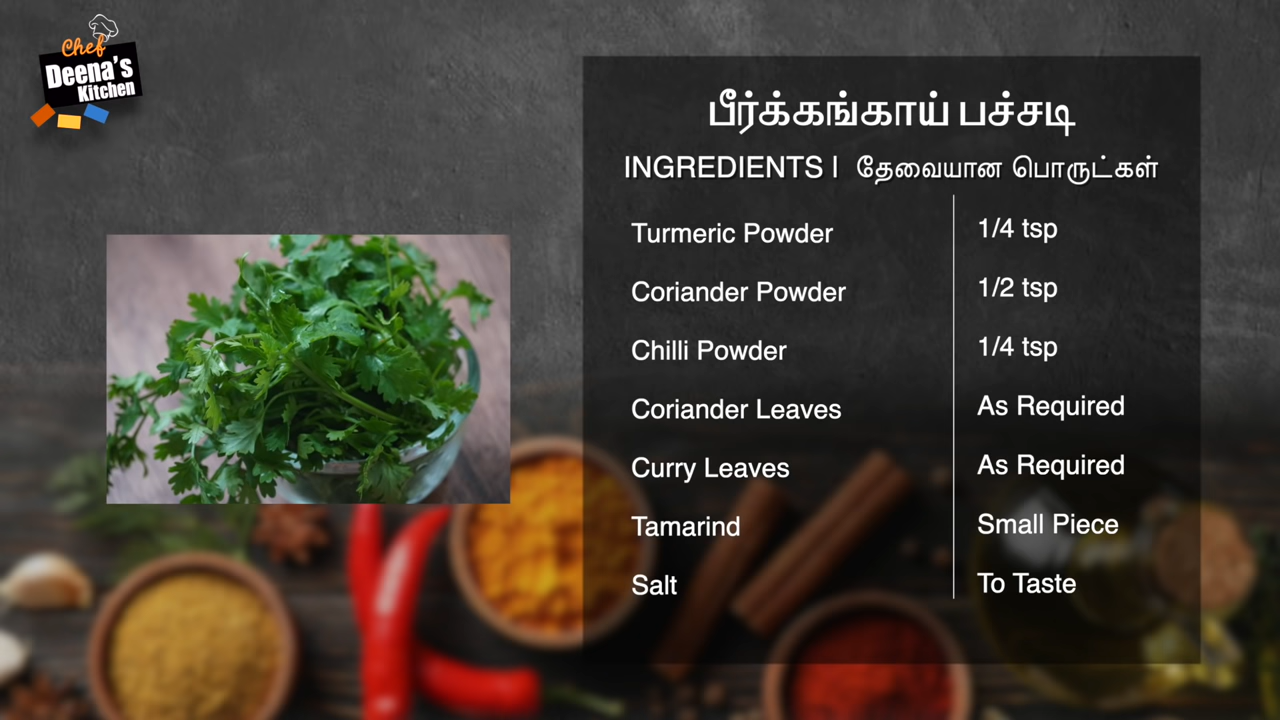 Chef
Deena's
Kitchen
பீர்க்கங்காய் பச்சடி
INGREDIENTS | தேவையான பொருட்கள்
Turmeric Powder 1/4 tsp
Coriander Powder 1/2 tsp
Chilli Powder 1/4 tsp
Coriander Leaves As Required
Curry Leaves As Required
Tamarind Small Piece
Salt To Taste